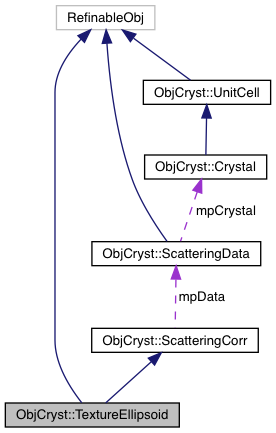 RefinableObj
ObjCryst::UnitCell
ObjCryst::Crystal
mpCrystal
ObjCryst::ScatteringData
mpData
ObjCryst::ScatteringCorr
ObjCryst::TextureEllipsoid